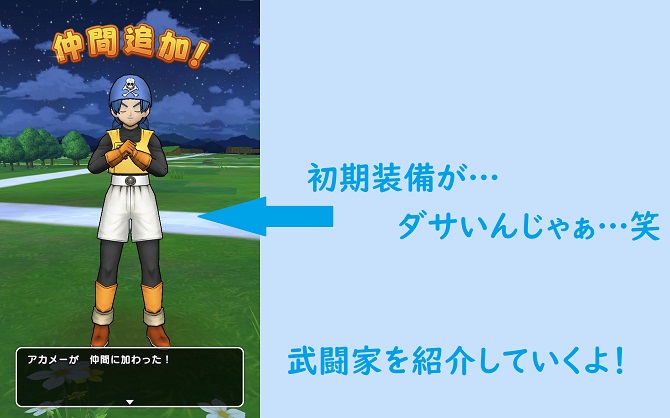 仲間追加！
初期装備が…
ダサいんじゃぁ…笑
武闘家を紹介していくよ！
アカメーが　仲間に加わった！